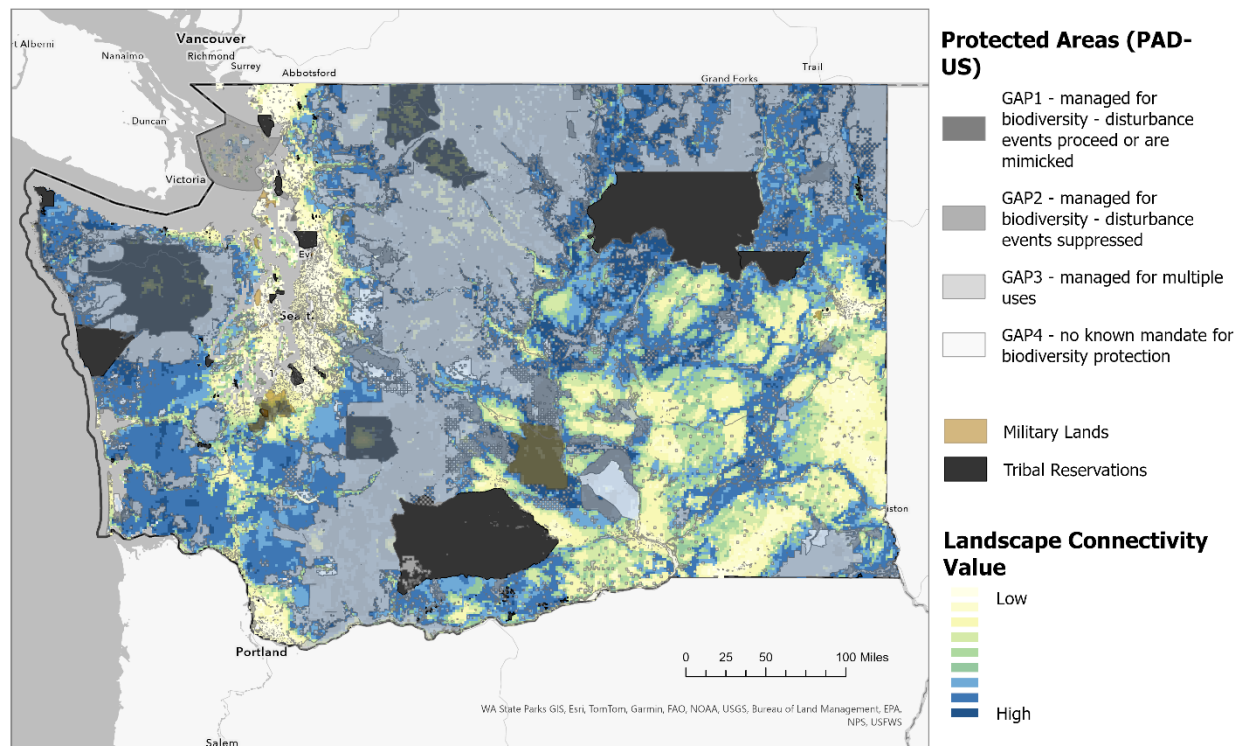 Vancouver
rt Alberni
Nanaimo
Richmond
Surrey
Abbotsford
Grand Forks
Trail
Duncan
Victoria
Portland
Salem
0 25 50 100 Miles
WA State Parks GIS, Esri, TomTom, Garmin, FAO, NOAA, USGS, Bureau of Land Management, EPA,
NPS, USFWS
Protected Areas (PAD-
US)
GAP1 - managed for
biodiversity - disturbance
events proceed or are
mimicked
GAP2 - managed for
biodiversity - disturbance
events suppressed
GAP3 - managed for multiple
uses
GAP4 - no known mandate for
biodiversity protection
Military Lands
Tribal Reservations
Landscape Connectivity
Value
Low
High